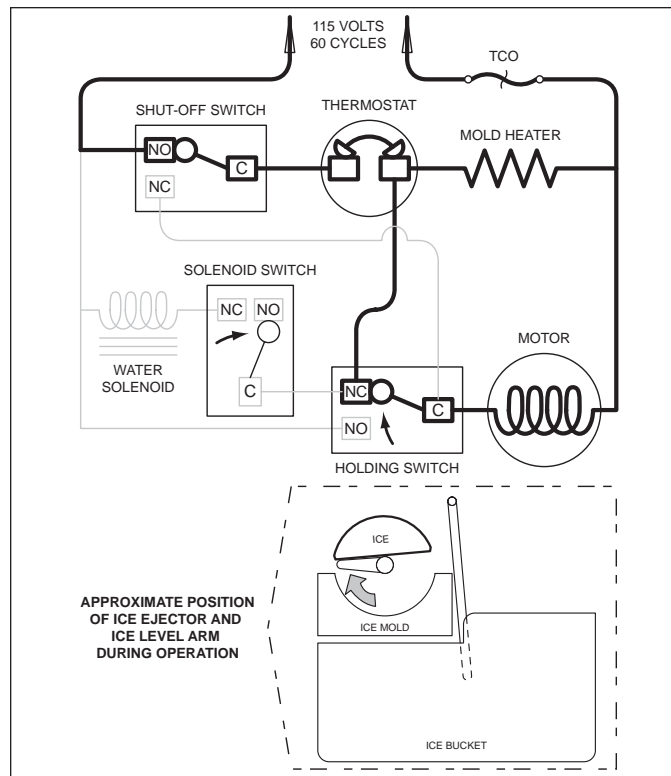 115 VOLTS
60 CYCLES
TCO
SHUT-OFF SWITCH
THERMOSTAT
MOLD HEATER
NO
C
NC
SOLENOID SWITCH
NC
NO
MOTOR
WATER
SOLENOID
C
NC
C
NO
HOLDING SWITCH
ICE
APPROXIMATE POSITION
OF ICE EJECTOR AND
ICE LEVEL ARM
DURING OPERATION
ICE MOLD
ICE BUCKET